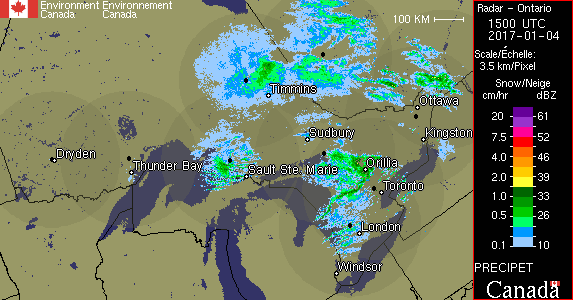 Environment Environnement
Canada Canada
100 KM
Timmins
Ottawa
Sudbury
Kingston
Dryden
Thunder Bay
Sault Ste. Marie
Orillia
Toronto
London
Windsor
Radar - Ontario
1500 UTC
2017-01-04
Scale/Échelle:
3.5 km/Pixel
Snow/Neige
cm/hr dBZ
20 61
7.5 57
5.5 52
4.0 46
2.0 39
1.0 33
0.5 26
0.1 10
PRECIPET
Canada